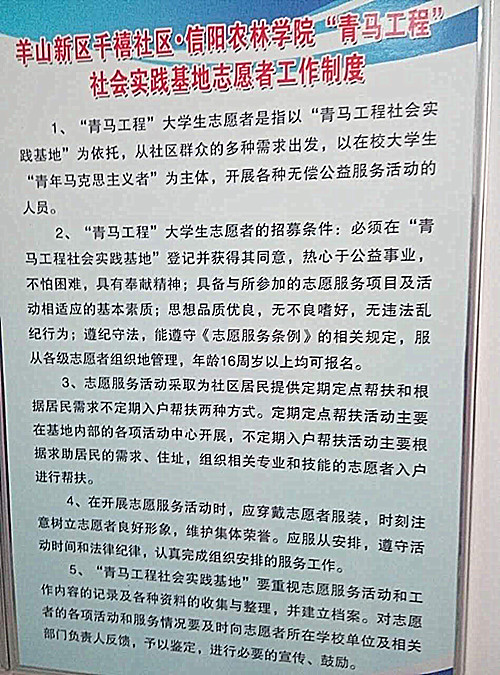 羊山新区千禧社区·信阳农林学院“青马工程”
社会实践基地志愿者工作制度
1、“青马工程”大学生志愿者是指以“青马工程社会实
践基地”为依托，从社区群众的多种需求出发，以在校大学生
“青年马克思主义者”为主体，开展各种无偿公益服务活动的
人员。
2、“青马工程”大学生志愿者的招募条件：必须在“青
马工程社会实践基地”登记并获得其同意，热心于公益事业，
不怕困难，具有奉献精神；具备与所参加的志愿服务项目及活
动相适应的基本素质；思想品质优良，无不良嗜好，无违法乱
纪行为；遵纪守法，能遵守《志愿服务条例》的相关规定，服
从各级志愿者组织地管理，年龄16周岁以上均可报名。
3、志愿服务活动采取为社区居民提供定期定点帮扶和根
据居民需求不定期入户帮扶两种方式。定期定点帮扶活动主要
在基地内部的各项活动中心开展，不定期入户帮扶活动主要根
据求助居民的需求、住址，组织相关专业和技能的志愿者入户
进行帮扶。
4、在开展志愿服务活动时，应穿戴志愿者服装，时刻注
意树立志愿者良好形象，维护集体荣誉。应服从安排，遵守活
动时间和法律纪律，认真完成组织安排的服务工作。
5、“青马工程社会实践基地”要重视志愿服务活动和工
作内容的记录及各种资料的收集与整理，并建立档案。对志愿
者的各项活动和服务情况要及时向志愿者所在学校单位及相关
部门负责人反馈，予以鉴定，进行必要的宣传、鼓励。